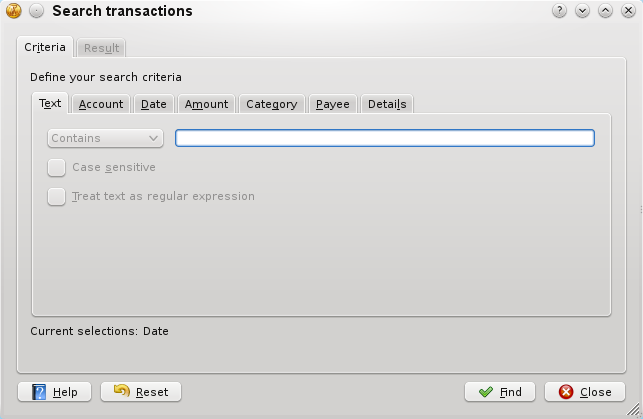 Search transactions
?
Criteria Result
Define your search criteria
Text Account Date Amount Category Payee Details
Contains
Case sensitive
Treat text as regular expression
Current selections: Date
? Help Reset Find Close